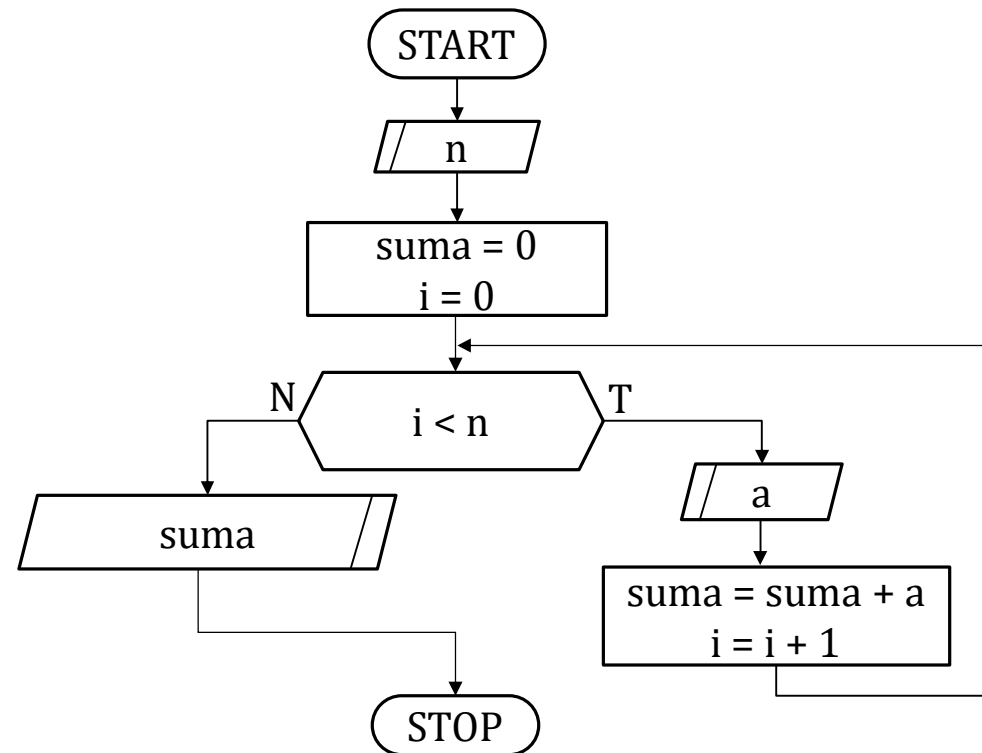 START
n
suma = 0
i = 0
N
i < n
T
a
suma
suma = suma + a
i = i + 1
STOP